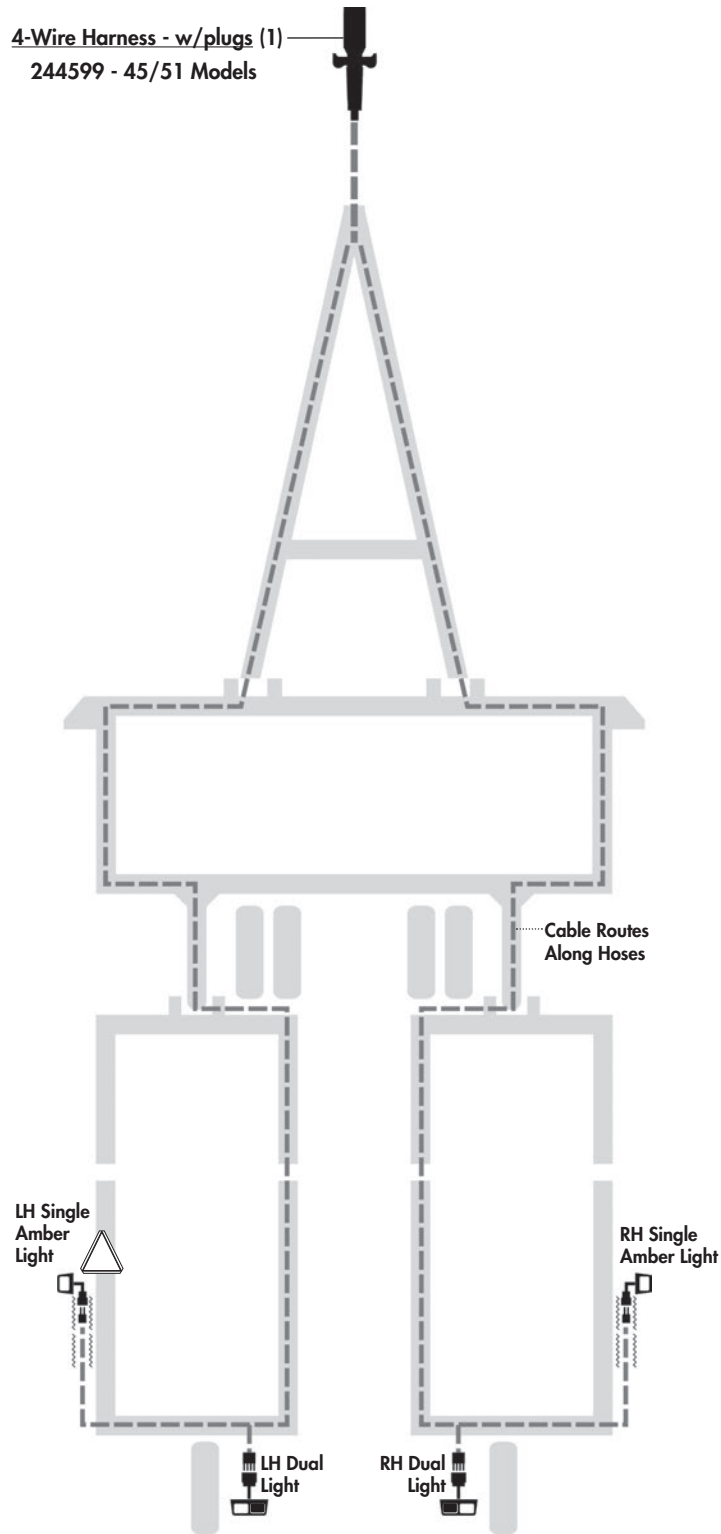 4-Wire Harness - w/plugs (1)
244599 - 45/51 Models
Cable Routes
Along Hoses
LH Single
Amber
Light
RH Single
Amber Light
LH Dual
Light
RH Dual
Light